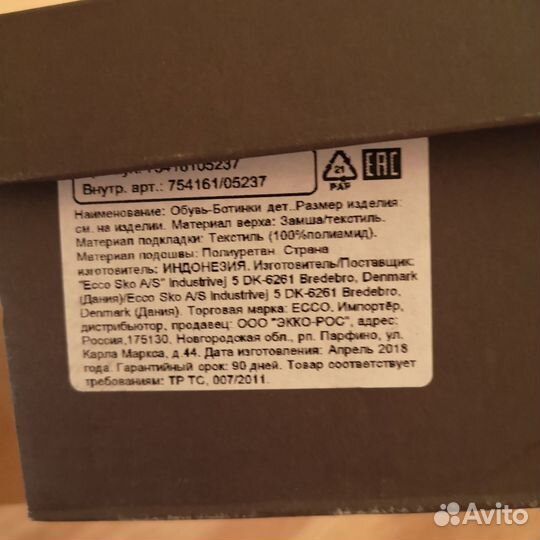 75416105237
Внутр. арт.: 754161/05237
21
PAP
EAC
Наименование: Обувь-Ботинки дет..Размер изделия:
см. на изделии. Материал верха: Замша/текстиль.
Материал подкладки: Текстиль (100%полиамид).
Материал подошвы: Полиуретан. Страна
изготовитель: ИНДОНЕЗИЯ. Изготовитель/Поставщик:
"Ecco Sko A/S" Industrivej 5 DK-6261 Bredebro, Denmark
(Дания)/Ecco Sko A/S Industrivej 5 DK-6261 Bredebro,
Denmark (Дания). Торговая марка: ECCO. Импортёр,
дистрибьютор, продавец: ООО "ЭККО-РОС", адрес:
Россия,175130, Новгородская обл., рп. Парфино, ул.
Карла Маркса, д.44. Дата изготовления: Апрель 2018
года. Гарантийный срок: 90 дней. Товар соответствует
требованиям: ТР ТС, 007/2011.
Avito